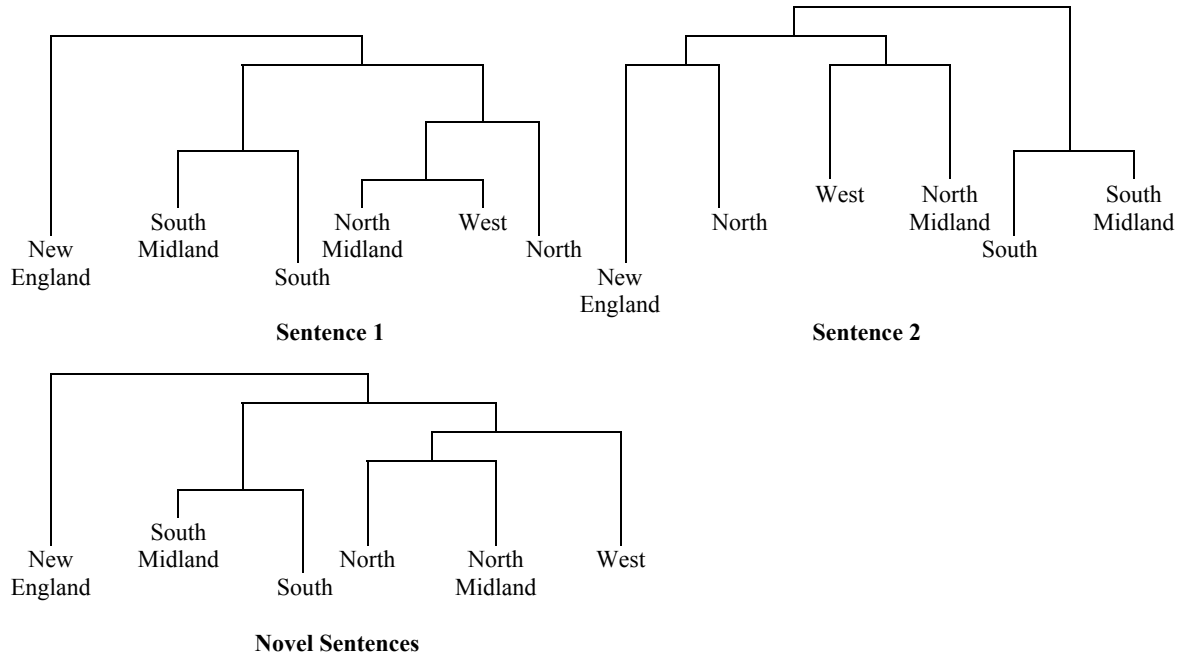 New
England
South
Midland
South
North
Midland
West
North
Sentence 1
New
England
North
West
North
Midland
South
South
Midland
Sentence 2
New
England
South
Midland
South
North
North
Midland
West
Novel Sentences